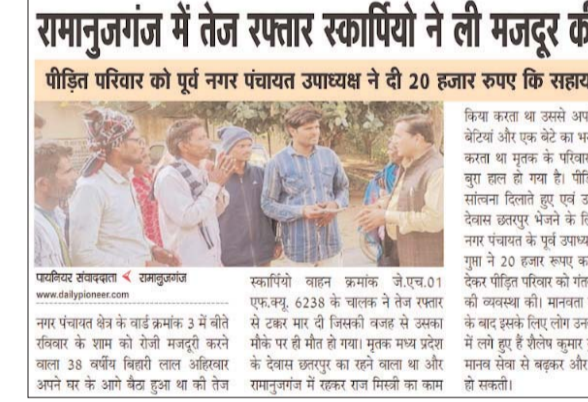 रामानुजगंज में तेज रफ्तार स्कार्पियो ने ली मजदूर की
पीड़ित परिवार को पूर्व नगर पंचायत उपाध्यक्ष ने दी 20 हजार रुपए कि
पायनियर संवाददाता रामानुजगंज
www.dailypioneer.com
नगर पंचायत क्षेत्र के वार्ड क्रमांक 3 में बीते
रविवार के शाम को रोजी मजदूरी करने
वाला 38 वर्षीय बिहारी लाल अहिरवार
अपने घर के आगे बैठा हुआ था की तेज
स्कार्पियो वाहन क्रमांक जे.एच.01
एफ.क्यू. 6238 के चालक ने तेज रफ्तार
से टक्कर मार दी जिसकी वजह से उसका
मौके पर ही मौत हो गया। मृतक मध्य प्रदेश
के देवास छतरपुर का रहने वाला था और
रामानुजगंज में रहकर राज मिस्त्री का काम
किया करता था उससे
बेटियां और एक बेटे का
करता था मृतक के परिवार
बुरा हाल हो गया है।
सांत्वना दिलाते हुए एवं
देवास छतरपुर भेजने के
नगर पंचायत के पूर्व
गुप्ता ने 20 हजार रूपए
देकर पीड़ित परिवार को
की व्यवस्था की। मानवता
के बाद इसके लिए लोग
में लगे हुए हैं शैलेष कुमार
मानव सेवा से बढ़कर और
हो सकती।